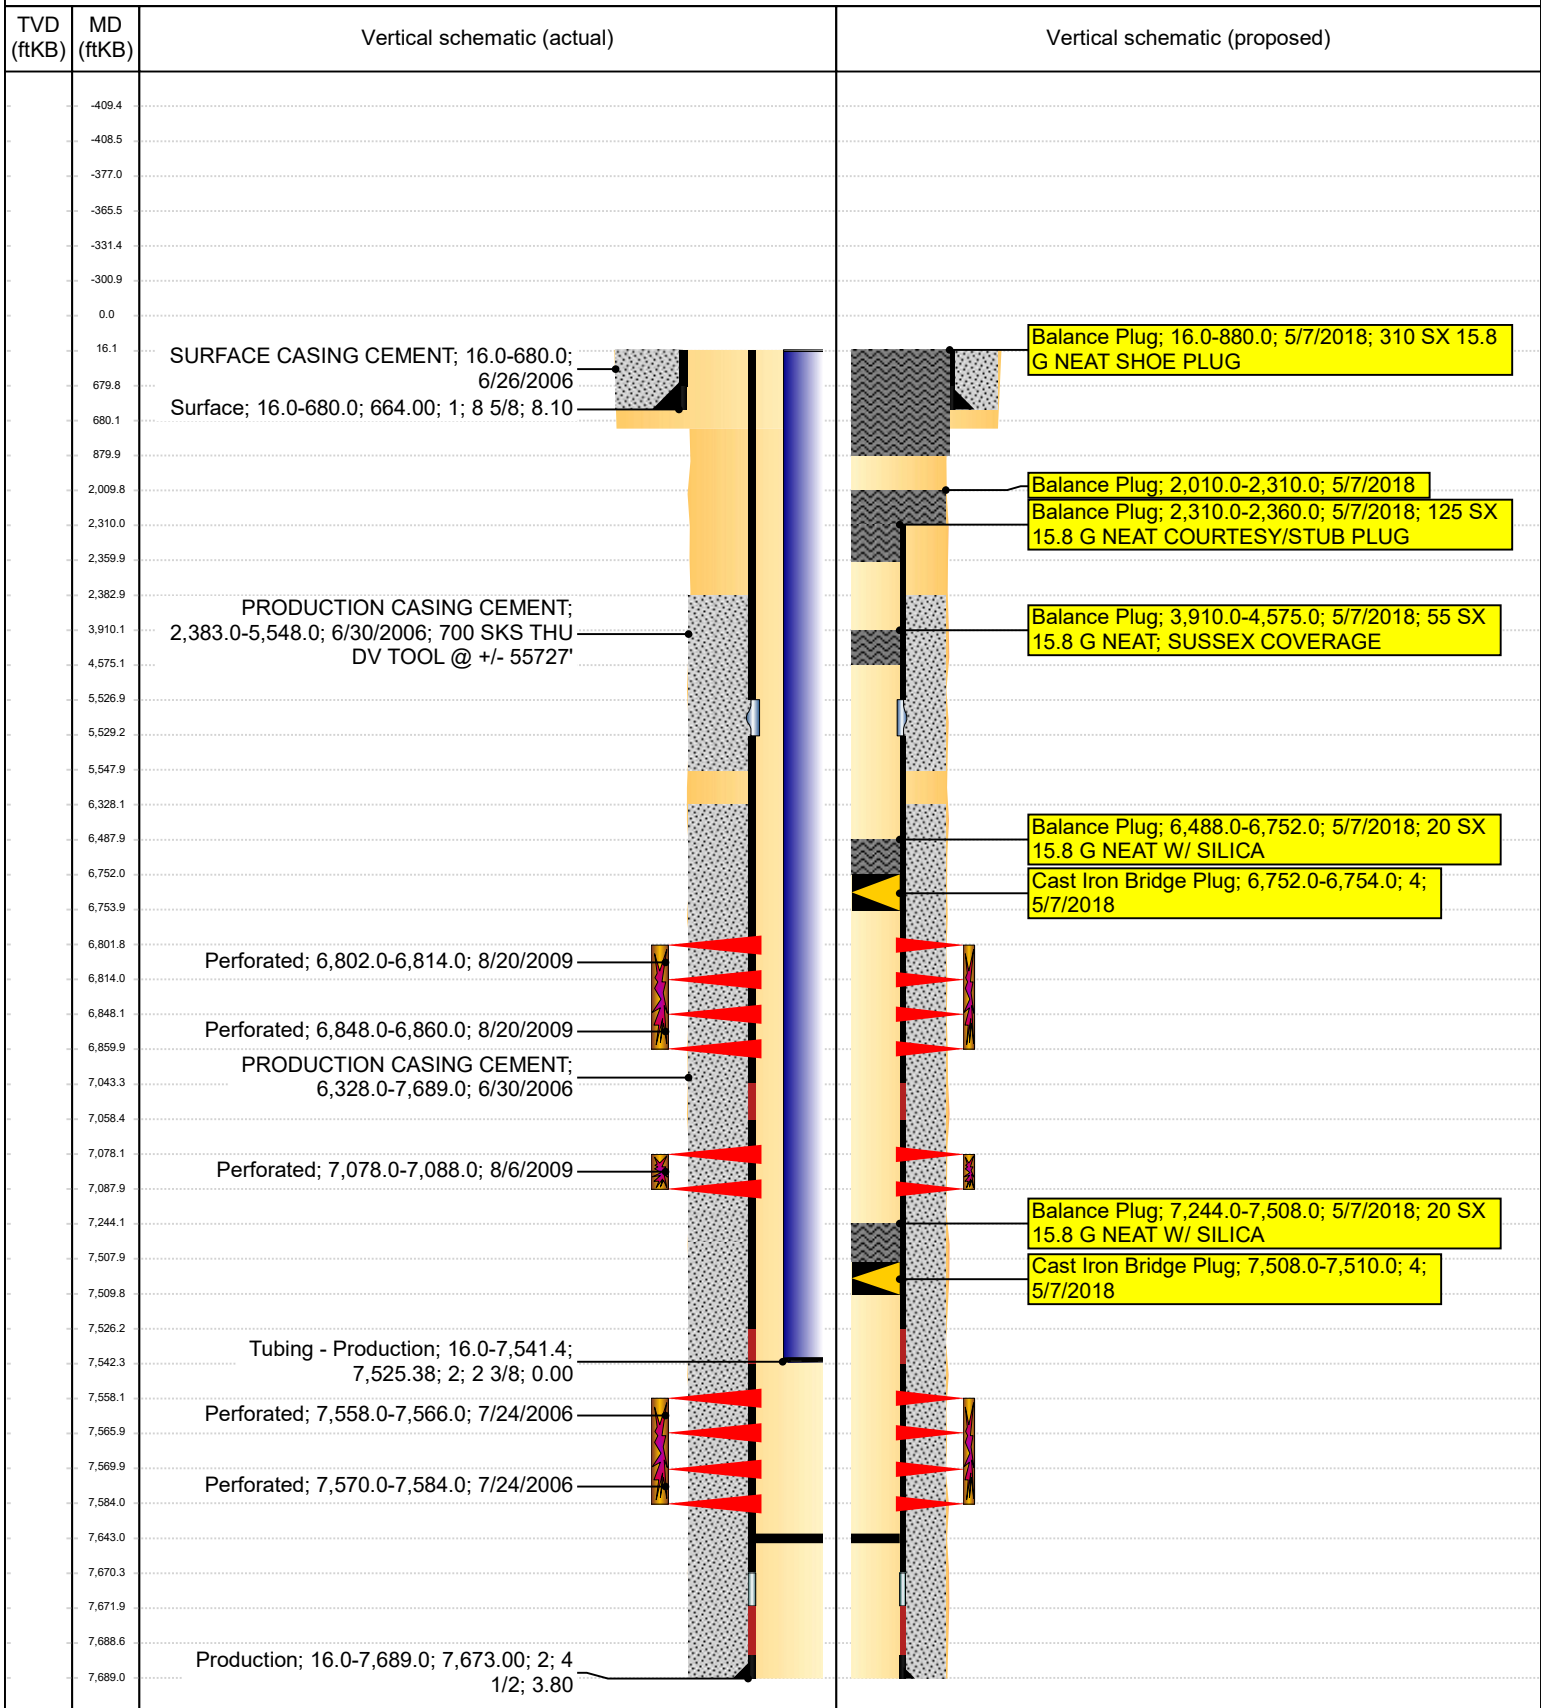 TVD (ftKB)
MD (ftKB)
Vertical schematic (actual)
Vertical schematic (proposed)
-409.4
-408.5
-377.0
-365.5
-331.4
-300.9
0.0
16.1
679.8
680.1
879.9
2,009.8
2,310.0
2,359.9
2,382.9
3,910.1
4,575.1
5,526.9
5,529.2
5,547.9
6,328.1
6,487.9
6,752.0
6,753.9
6,801.8
6,814.0
6,848.1
6,859.9
7,043.3
7,058.4
7,078.1
7,087.9
7,244.1
7,507.9
7,509.8
7,526.2
7,542.3
7,558.1
7,565.9
7,569.9
7,584.0
7,643.0
7,670.3
7,671.9
7,688.6
7,689.0
SURFACE CASING CEMENT; 16.0-680.0;
6/26/2006
Surface; 16.0-680.0; 664.00; 1; 8 5/8; 8.10
PRODUCTION CASING CEMENT;
2,383.0-5,548.0; 6/30/2006; 700 SKS THU
DV TOOL @ +/- 55727'
Perforated; 6,802.0-6,814.0; 8/20/2009
Perforated; 6,848.0-6,860.0; 8/20/2009
PRODUCTION CASING CEMENT;
6,328.0-7,689.0; 6/30/2006
Perforated; 7,078.0-7,088.0; 8/6/2009
Tubing - Production; 16.0-7,541.4;
7,525.38; 2; 2 3/8; 0.00
Perforated; 7,558.0-7,566.0; 7/24/2006
Perforated; 7,570.0-7,584.0; 7/24/2006
Production; 16.0-7,689.0; 7,673.00; 2; 4
1/2; 3.80
Balance Plug; 16.0-880.0; 5/7/2018; 310 SX 15.8
G NEAT SHOE PLUG
Balance Plug; 2,010.0-2,310.0; 5/7/2018
Balance Plug; 2,310.0-2,360.0; 5/7/2018; 125 SX
15.8 G NEAT COURTESY/STUB PLUG
Balance Plug; 3,910.0-4,575.0; 5/7/2018; 55 SX
15.8 G NEAT; SUSSEX COVERAGE
Balance Plug; 6,488.0-6,752.0; 5/7/2018; 20 SX
15.8 G NEAT W/ SILICA
Cast Iron Bridge Plug; 6,752.0-6,754.0; 4;
5/7/2018
Balance Plug; 7,244.0-7,508.0; 5/7/2018; 20 SX
15.8 G NEAT W/ SILICA
Cast Iron Bridge Plug; 7,508.0-7,510.0; 4;
5/7/2018